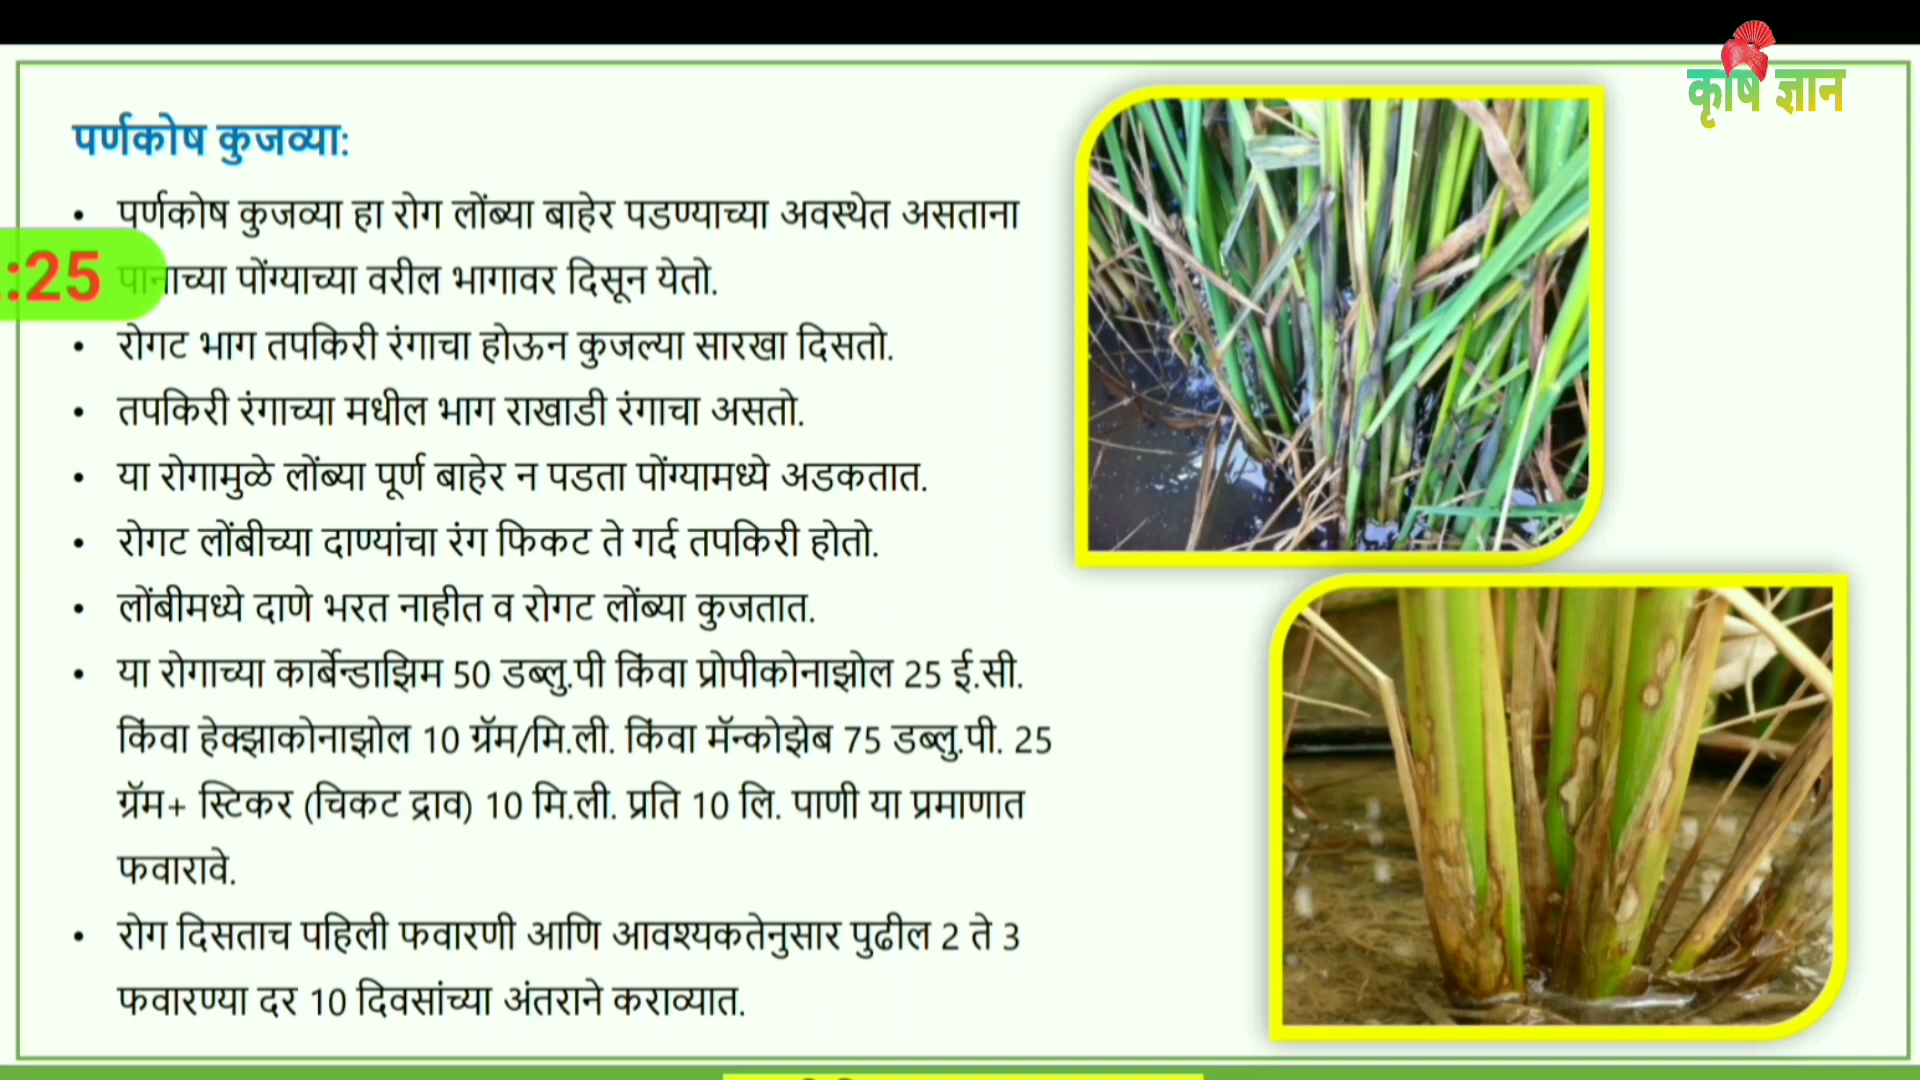 कृषि ज्ञान
पर्णकोष कुजव्या:
• पर्णकोष कुजव्या हा रोग लोंब्या बाहेर पडण्याच्या अवस्थेत असताना
:25
पानाच्या पोंग्याच्या वरील भागावर दिसून येतो.
• रोगट भाग तपकिरी रंगाचा होऊन कुजल्या सारखा दिसतो.
• तपकिरी रंगाच्या मधील भाग राखाडी रंगाचा असतो.
• या रोगामुळे लोंब्या पूर्ण बाहेर न पडता पोंग्यामध्ये अडकतात.
• रोगट लोंबीच्या दाण्यांचा रंग फिकट ते गर्द तपकिरी होतो.
• लोंबीमध्ये दाणे भरत नाहीत व रोगट लोंब्या कुजतात.
• या रोगाच्या कार्बेन्डाझिम 50 डब्लु.पी किंवा प्रोपीकोनाझोल 25 ई.सी.
किंवा हेक्झाकोनाझोल 10 ग्रॅम/मि.ली. किंवा मॅन्कोझेब 75 डब्लु.पी. 25
ग्रॅम+ स्टिकर (चिकट द्राव) 10 मि.ली. प्रति 10 लि. पाणी या प्रमाणात
फवारावे.
• रोग दिसताच पहिली फवारणी आणि आवश्यकतेनुसार पुढील 2 ते 3
फवारण्या दर 10 दिवसांच्या अंतराने कराव्यात.